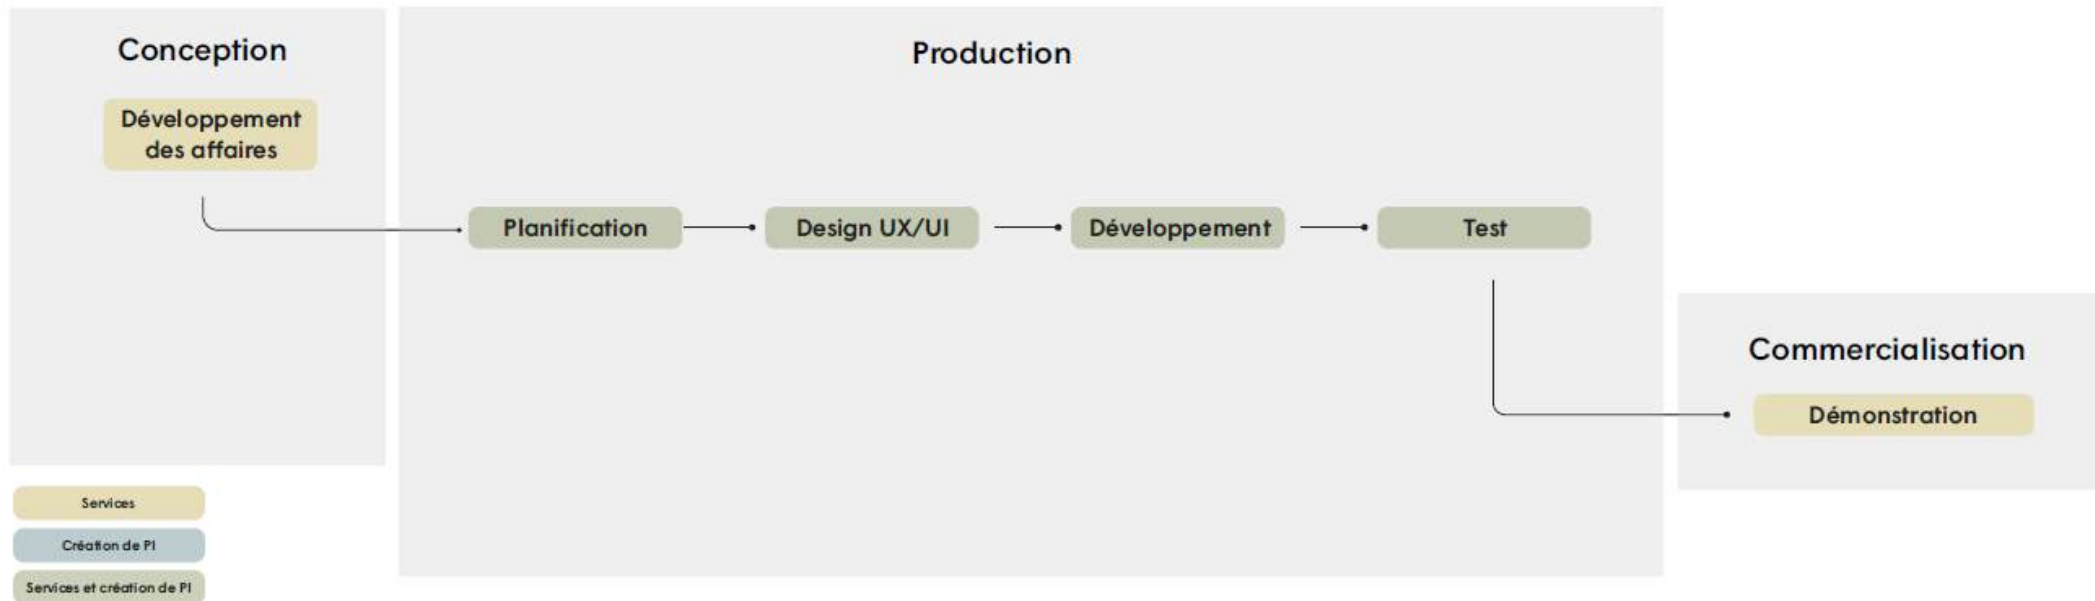 Conception
Production
Développement
des affaires
Planification
Design UX/UI
Développement
Test
Commercialisation
Démonstration
Services
Création de PI
Services et création de PI